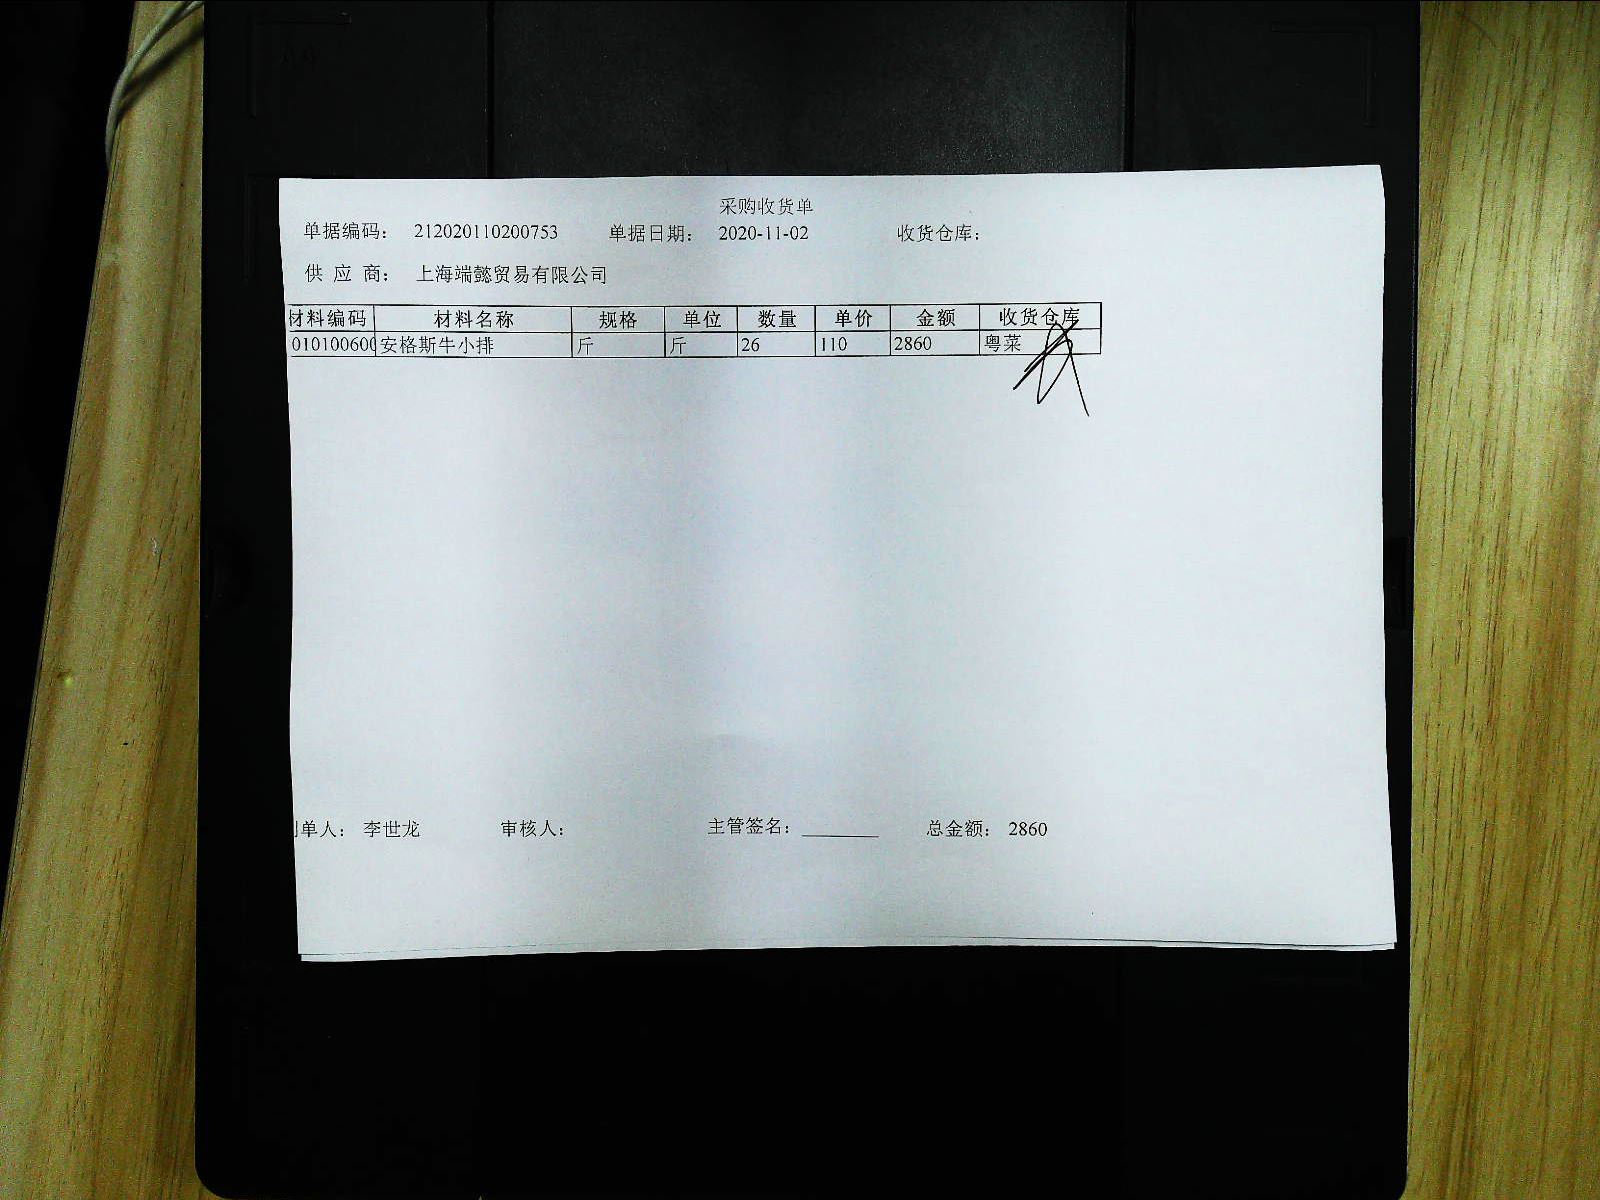 采购收货单
单据编码： 212020110200753 单据日期： 2020-11-02 收货仓库：
供 应 商： 上海端懿贸易有限公司
材料编码 材料名称 规格 单位 数量 单价 金额 收货仓库
010100600 安格斯牛小排 斤 斤 26 110 2860 粤菜
单人： 李世龙 审核人： 主管签名： 总金额： 2860